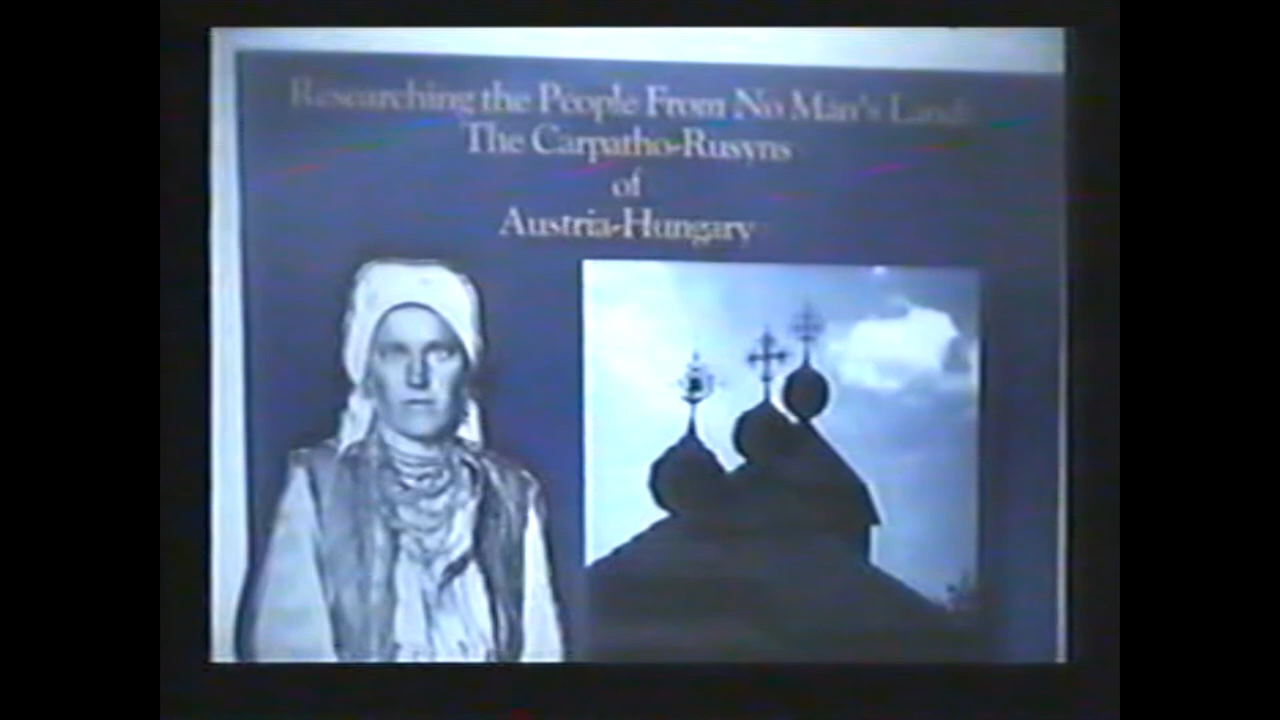 Researching the People From No Man's Land:
The Carpatho-Rusyns
of
Austria-Hungary